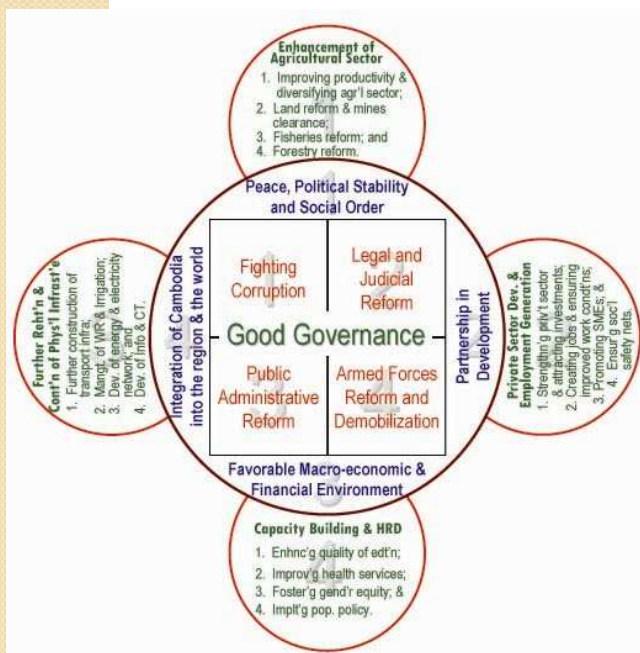 Enhancement of
Agricultural Sector
1. Improving productivity &
diversifying agr'l sector;
2. Land reform & mines
clearance;
3. Fisheries reform; and
4. Forestry reform.
Peace, Political Stability
and Social Order
Further Reht'n &
Cont'n of Phys'l Infrast'e
1. Further construction of
transport infra;
2. Mangt. of WR & Irrigation;
3. Dev. of energy & electricity
network; and
4. Dev. of Info & CT.
Integration of Cambodia
into the region & the world
Fighting
Corruption
Legal and
Judicial
Reform
Good Governance
Public
Administrative
Reform
Armed Forces
Reform and
Demobilization
Partnership in
Development
Private Sector Dev. &
Employment Generation
1. Strength'n priv't sector
& attracting investments;
2. Creating jobs & ensuring
improved work condt'ns;
3. Promoting SMEs; &
4. Ensur'g soc'l
safety nets.
Favorable Macro-economic &
Financial Environment
Capacity Building & HRD
1. Enhnc'g quality of edt'n;
2. Improv'g health services;
3. Foster'g gend'r equity; &
4. Implt'g pop. policy.